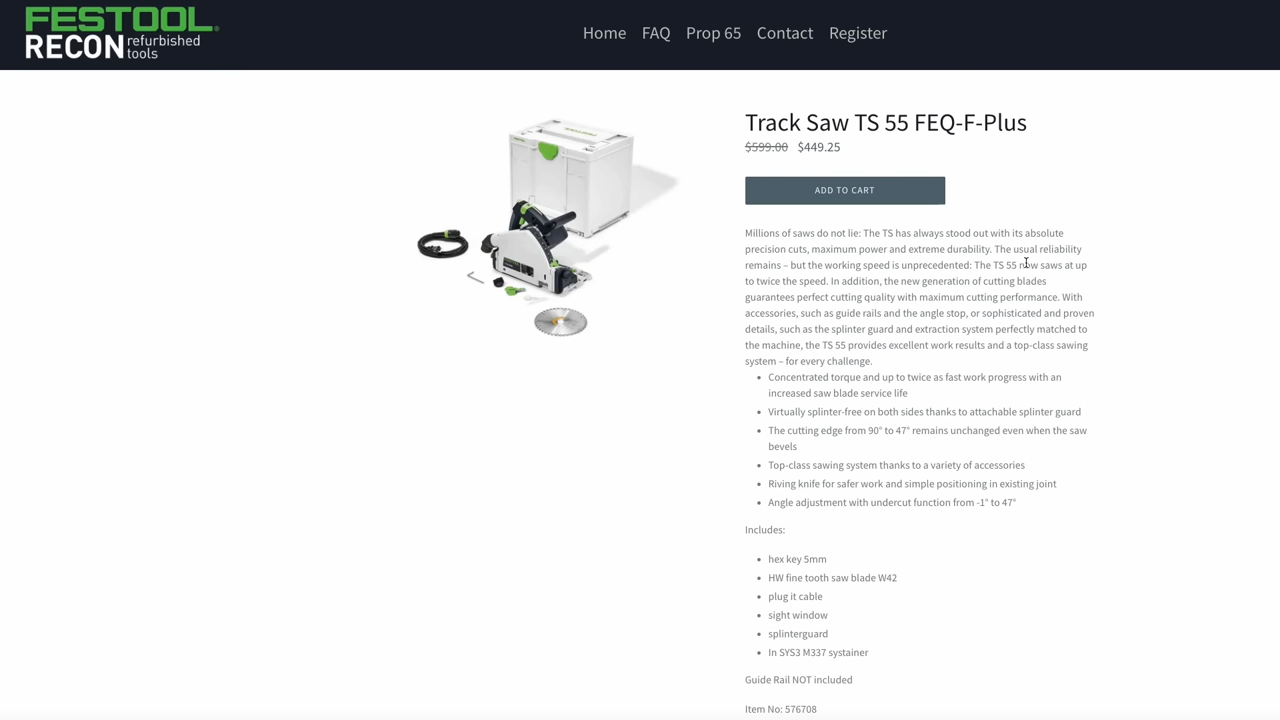 FESTOOL
RECON refurbished tools
Home FAQ Prop 65 Contact Register
Track Saw TS 55 FEQ-F-Plus
$599.00 $449.25
ADD TO CART
Millions of saws do not lie: The TS has always stood out with its absolute
precision cuts, maximum power and extreme durability. The usual reliability
remains – but the working speed is unprecedented: The TS 55 now saws at up
to twice the speed. In addition, the new generation of cutting blades
guarantees perfect cutting quality with maximum cutting performance. With
accessories, such as guide rails and the angle stop, or sophisticated and proven
details, such as the splinter guard and extraction system perfectly matched to
the machine, the TS 55 provides excellent work results and a top-class sawing
system – for every challenge.
• Concentrated torque and up to twice as fast work progress with an
increased saw blade service life
• Virtually splinter-free on both sides thanks to attachable splinter guard
• The cutting edge from 90° to 47° remains unchanged even when the saw
bevels
• Top-class sawing system thanks to a variety of accessories
• Riving knife for safer work and simple positioning in existing joint
• Angle adjustment with undercut function from -1° to 47°
Includes:
• hex key 5mm
• HW fine tooth saw blade W42
• plug it cable
• sight window
• splinterguard
• In SYS3 M337 systainer
Guide Rail NOT included
Item No: 576708